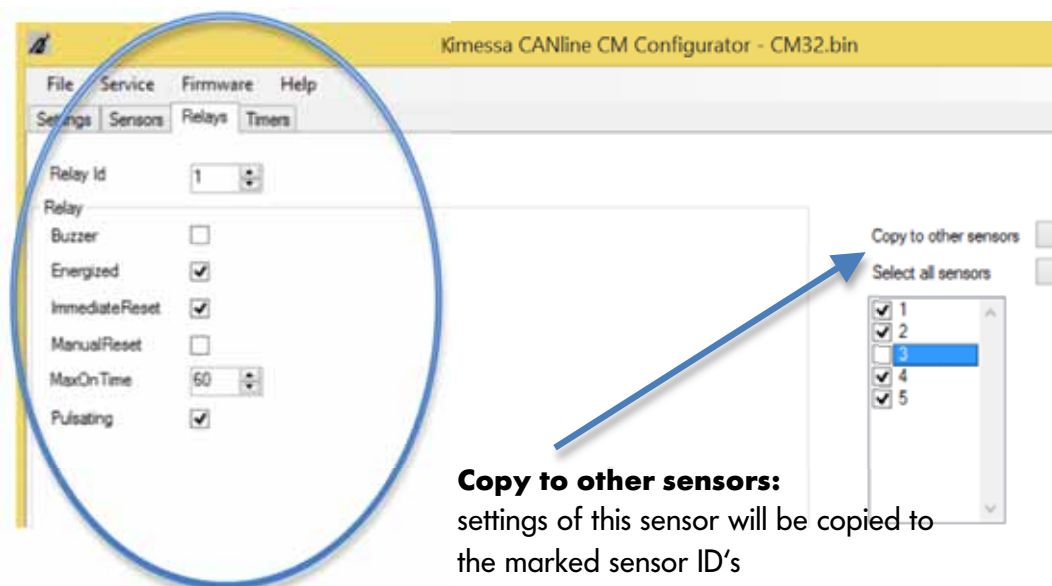 Kimessa CANline CM Configurator - CM32.bin
File Service Firmware Help
Settings Sensors Relays Timers
Relay Id 1
Relay
Buzzer
Energized
ImmediateReset
ManualReset
MaxOnTime 60
Pulsating
Copy to other sensors
Select all sensors
1
2
3
4
5
Copy to other sensors:
settings of this sensor will be copied to
the marked sensor ID's